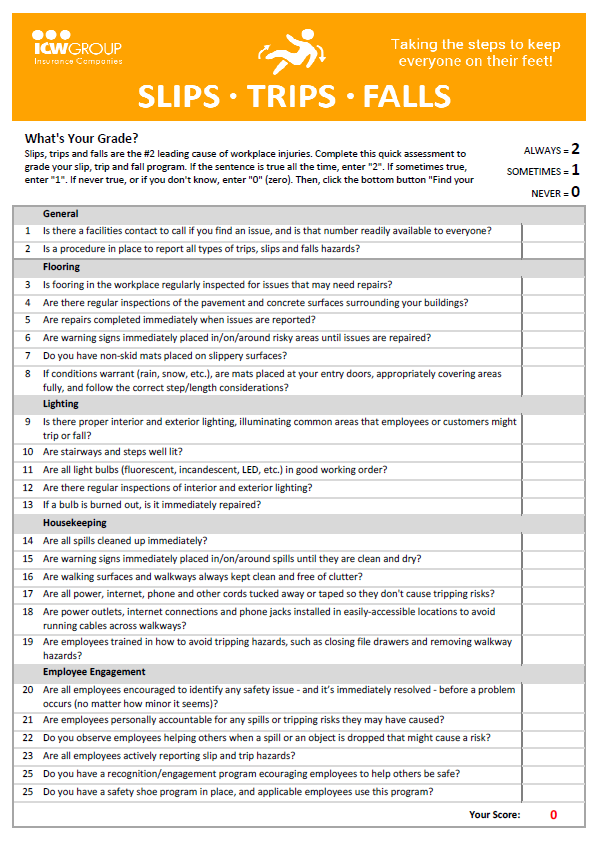 ICWGROUP
Insurance Companies
Taking the steps to keep
everyone on their feet!
SLIPS · TRIPS · FALLS
What's Your Grade?
Slips, trips and falls are the #2 leading cause of workplace injuries. Complete this quick assessment to
grade your slip, trip and fall program. If the sentence is true all the time, enter "2". If sometimes true,
enter "1". If never true, or if you don't know, enter "0" (zero). Then, click the bottom button "Find your
ALWAYS = 2
SOMETIMES = 1
NEVER = 0
General
1 Is there a facilities contact to call if you find an issue, and is that number readily available to everyone?
2 Is a procedure in place to report all types of trips, slips and falls hazards?
Flooring
3 Is fooring in the workplace regularly inspected for issues that may need repairs?
4 Are there regular inspections of the pavement and concrete surfaces surrounding your buildings?
5 Are repairs completed immediately when issues are reported?
6 Are warning signs immediately placed in/on/around risky areas until issues are repaired?
7 Do you have non-skid mats placed on slippery surfaces?
8 If conditions warrant (rain, snow, etc.), are mats placed at your entry doors, appropriately covering areas
fully, and follow the correct step/length considerations?
Lighting
9 Is there proper interior and exterior lighting, illuminating common areas that employees or customers might
trip or fall?
10 Are stairways and steps well lit?
11 Are all light bulbs (fluorescent, incandescent, LED, etc.) in good working order?
12 Are there regular inspections of interior and exterior lighting?
13 If a bulb is burned out, is it immediately repaired?
Housekeeping
14 Are all spills cleaned up immediately?
15 Are warning signs immediately placed in/on/around spills until they are clean and dry?
16 Are walking surfaces and walkways always kept clean and free of clutter?
17 Are all power, internet, phone and other cords tucked away or taped so they don't cause tripping risks?
18 Are power outlets, internet connections and phone jacks installed in easily-accessible locations to avoid
running cables across walkways?
19 Are employees trained in how to avoid tripping hazards, such as closing file drawers and removing walkway
hazards?
Employee Engagement
20 Are all employees encouraged to identify any safety issue - and it's immediately resolved - before a problem
occurs (no matter how minor it seems)?
21 Are employees personally accountable for any spills or tripping risks they may have caused?
22 Do you observe employees helping others when a spill or an object is dropped that might cause a risk?
23 Are all employees actively reporting slip and trip hazards?
25 Do you have a recognition/engagement program ecouraging employees to help others be safe?
25 Do you have a safety shoe program in place, and applicable employees use this program?
Your Score: 0